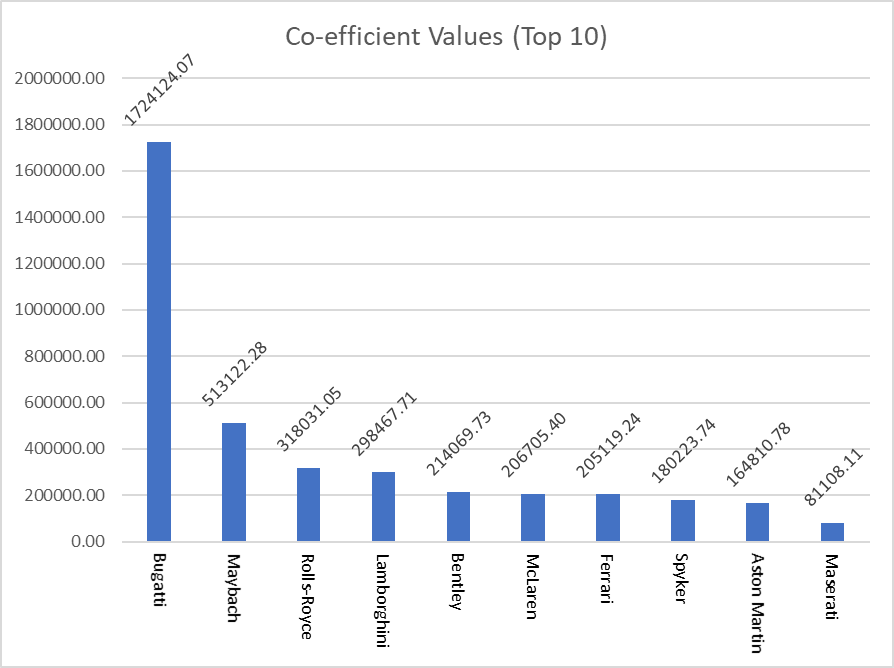 Co-efficient Values (Top 10)
2000000.00
1800000.00
1600000.00
1400000.00
1200000.00
1000000.00
800000.00
600000.00
400000.00
200000.00
0.00
1724124.07
513122.28
318031.05
298467.71
214069.73
206705.40
205119.24
180223.74
164810.78
81108.11
Bugatti
Maybach
Rolls-Royce
Lamborghini
Bentley
McLaren
Ferrari
Spyker
Aston Martin
Maserati